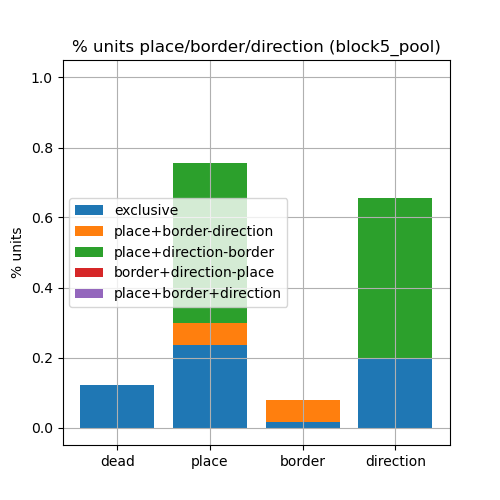 % units place/border/direction (block5_pool)
1.0
0.8
0.6
0.4
0.2
0.0
% units
exclusive
place+border-direction
place+direction-border
border+direction-place
place+border+direction
dead place border direction